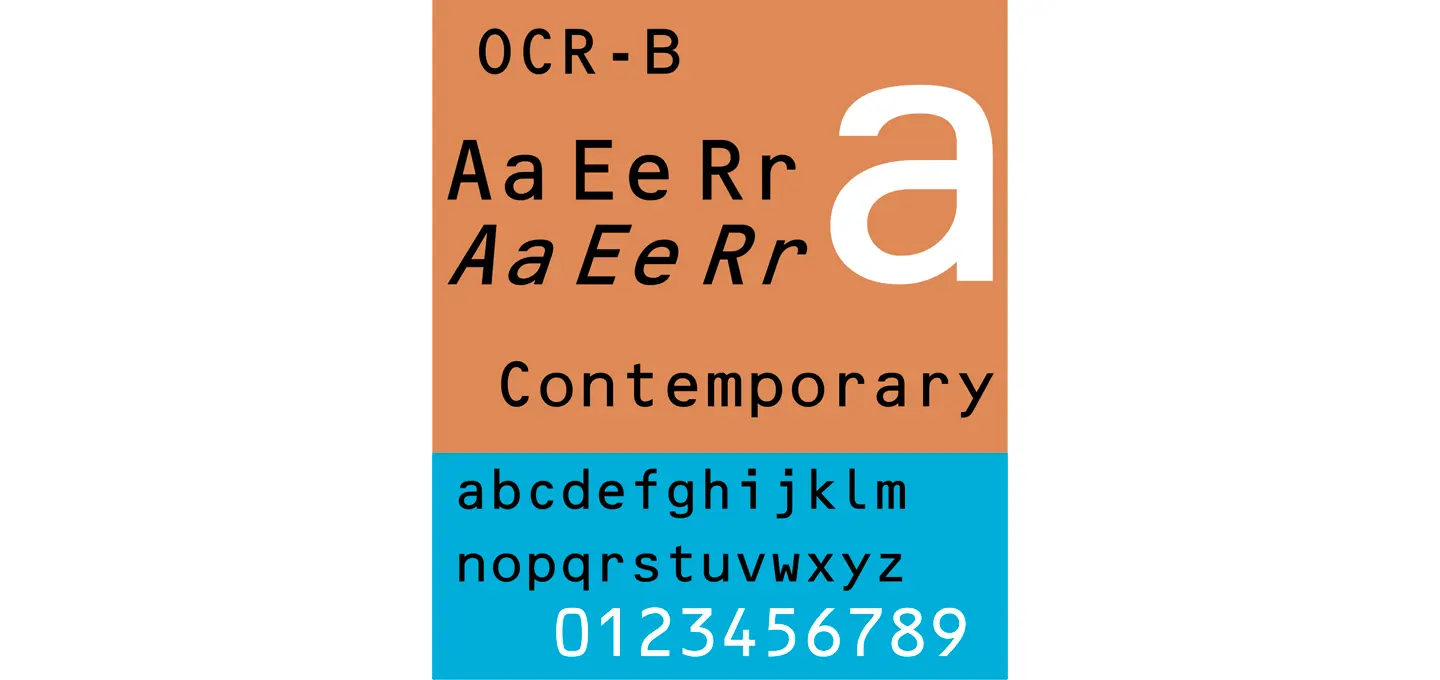 OCR-B
a
Aa Ee Rr
Aa Ee Rr
Contemporary
abcdefghijklm
nopqrstuvwxyz
0123456789